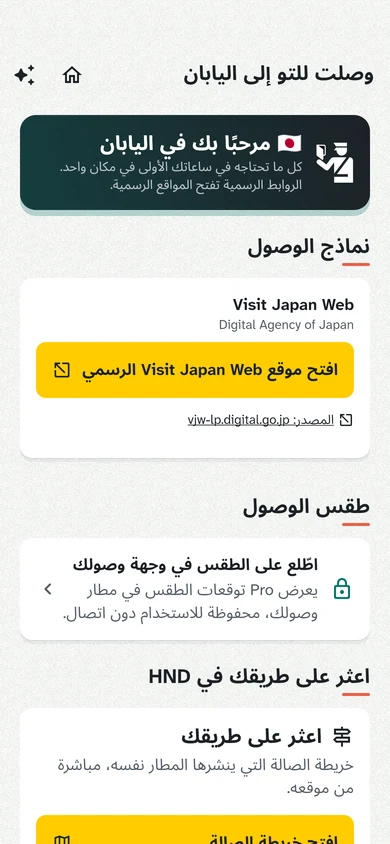 وصلت للتو إلى اليابان
🇯🇵 مرحبًا بك في اليابان
كل ما تحتاجه في ساعاتك الأولى في مكان واحد.
الروابط الرسمية تفتح المواقع الرسمية.
نماذج الوصول
Visit Japan Web
Digital Agency of Japan
افتح موقع Visit Japan Web الرسمي
المصدر: vjw-lp.digital.go.jp
طقس الوصول
اطّلع على الطقس في وجهة وصولك
يعرض Pro توقعات الطقس في مطار
وصولك، محفوظة للاستخدام دون اتصال.
اعثر على طريقك في HND
اعثر على طريقك
خريطة الصالة التي ينشرها المطار نفسه، مباشرة
من موقعه.
افتح خريطة الصالة